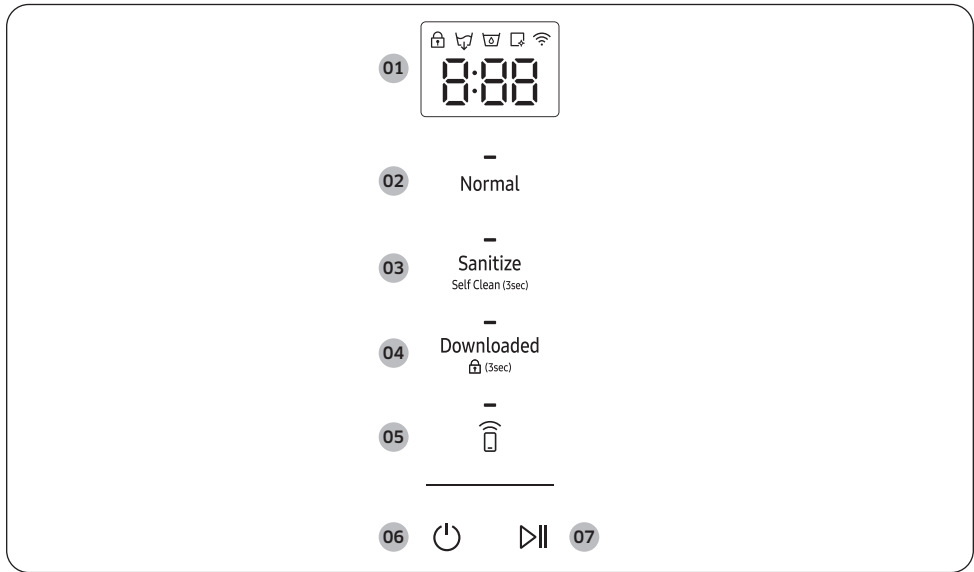 01
8:88
02
Normal
03
Sanitize
Self Clean (3sec)
04
Downloaded
(3sec)
05
06
07